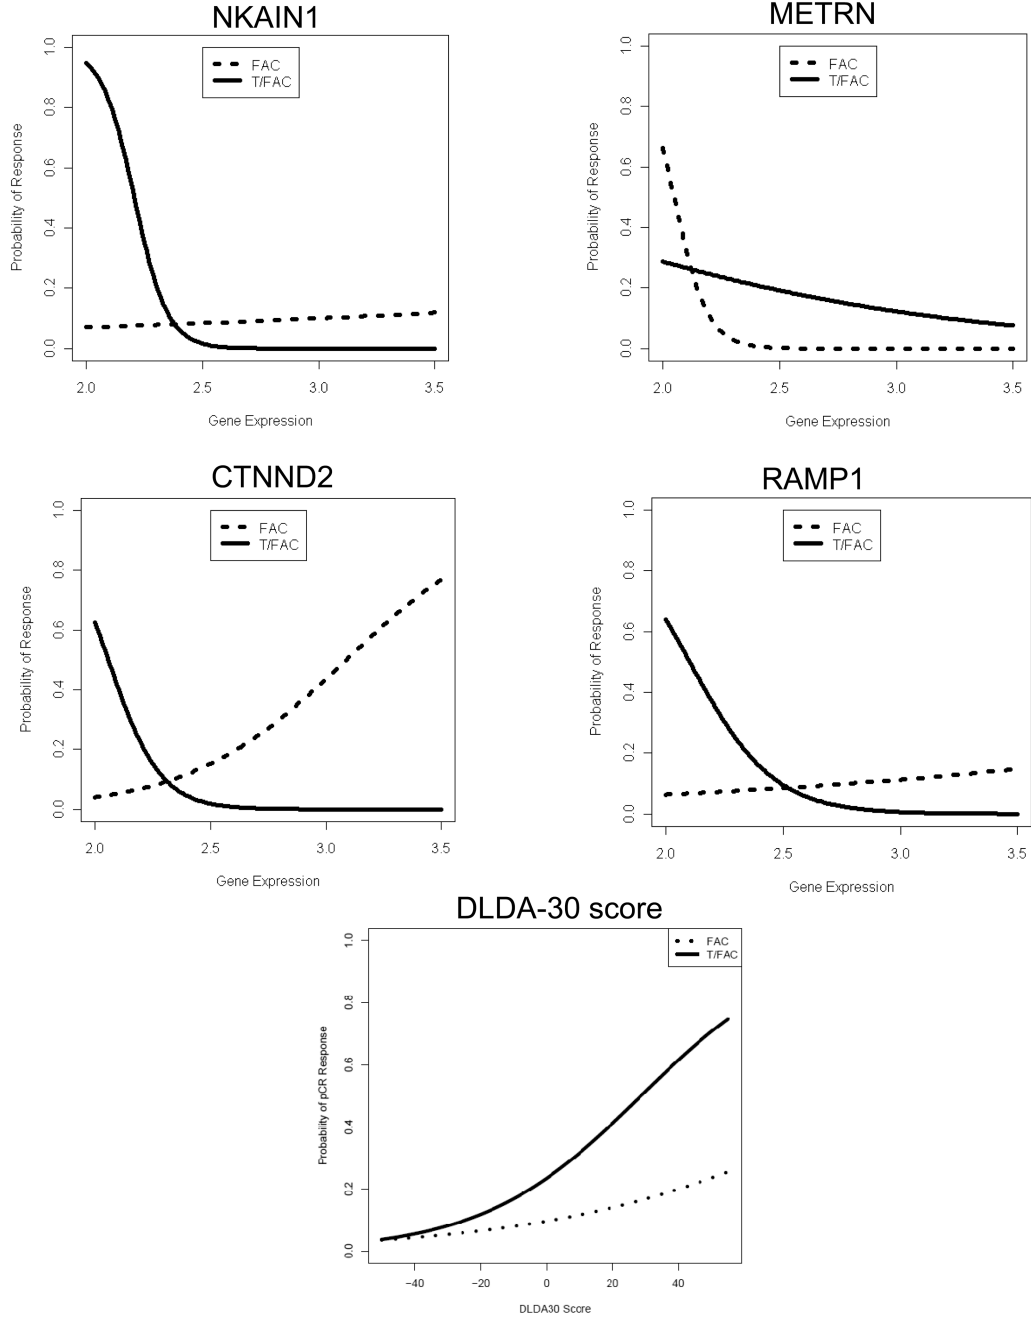 NKAIN1
FAC
T/FAC
Probability of Response
1.0
0.8
0.6
0.4
0.2
0.0
2.0 2.5 3.0 3.5
Gene Expression
METRN
FAC
T/FAC
Probability of Response
1.0
0.8
0.6
0.4
0.2
0.0
2.0 2.5 3.0 3.5
Gene Expression
CTNND2
FAC
T/FAC
Probability of Response
1.0
0.8
0.6
0.4
0.2
0.0
2.0 2.5 3.0 3.5
Gene Expression
RAMP1
FAC
T/FAC
Probability of Response
1.0
0.8
0.6
0.4
0.2
0.0
2.0 2.5 3.0 3.5
Gene Expression
DLDA-30 score
FAC
T/FAC
Probability of pCR Response
1.0
0.8
0.6
0.4
0.2
0.0
−40 −20 0 20 40
DLDA30 Score